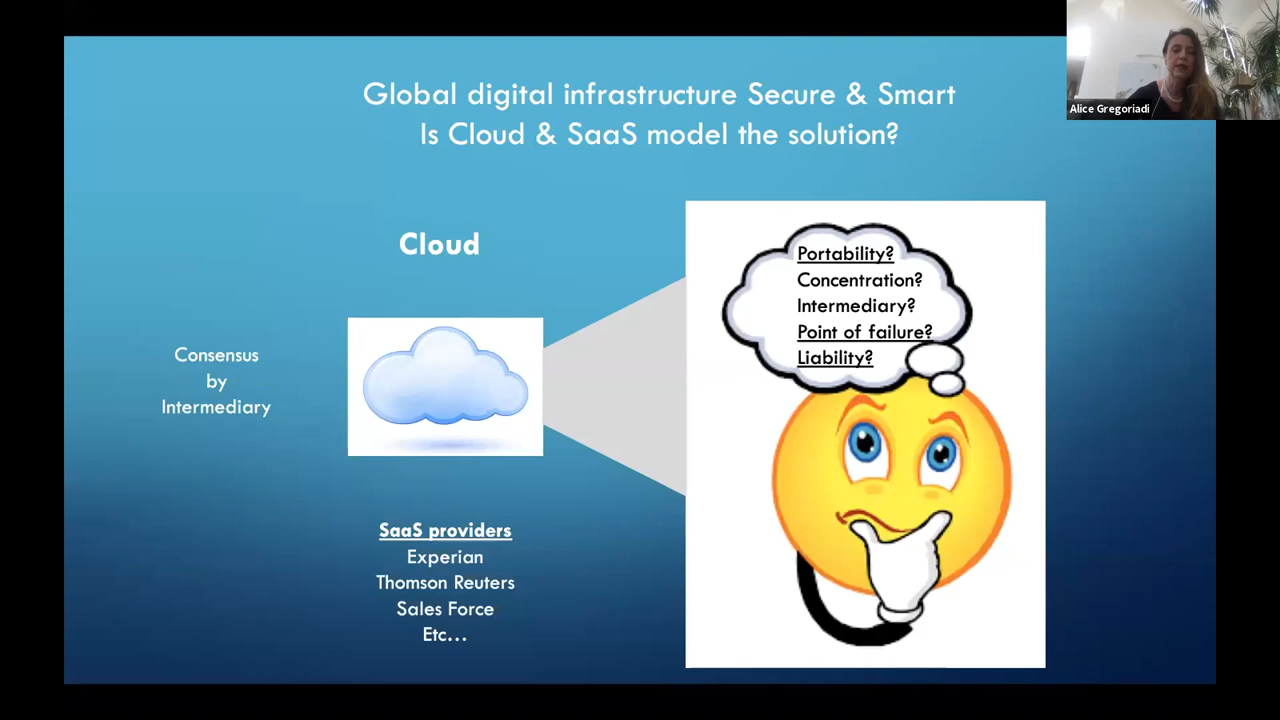 Global digital infrastructure Secure & Smart
Is Cloud & SaaS model the solution?
Alice Gregoriadi
Cloud
Consensus
by
Intermediary
SaaS providers
Experian
Thomson Reuters
Sales Force
Etc...
Portability?
Concentration?
Intermediary?
Point of failure?
Liability?